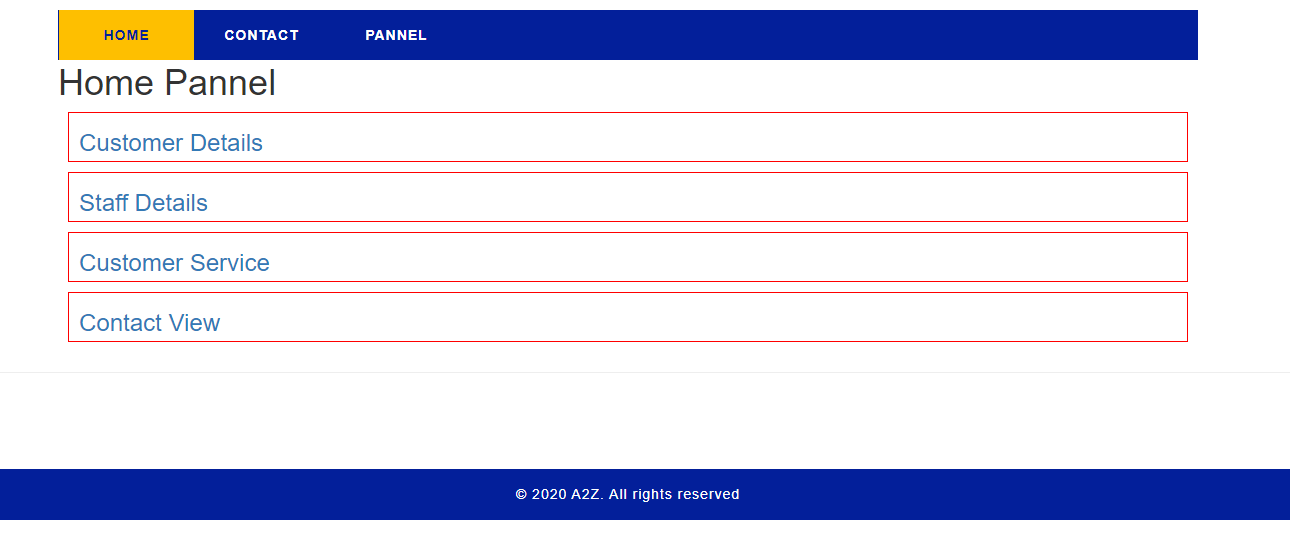 HOME CONTACT PANNEL
Home Pannel
Customer Details
Staff Details
Customer Service
Contact View
© 2020 A2Z. All rights reserved